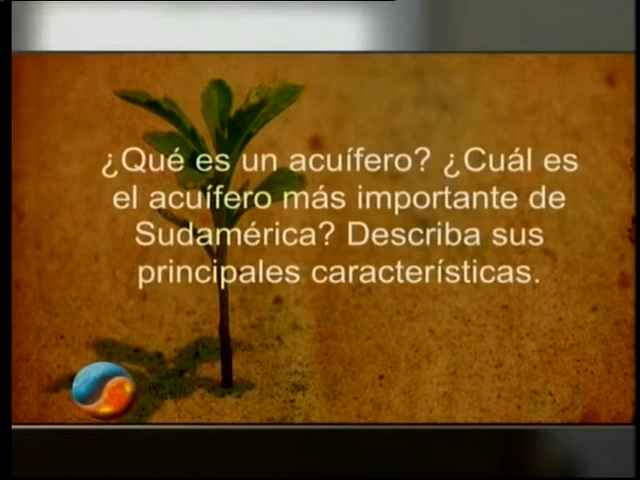 ¿Qué es un acuífero? ¿Cuál es
el acuífero más importante de
Sudamérica? Describa sus
principales características.